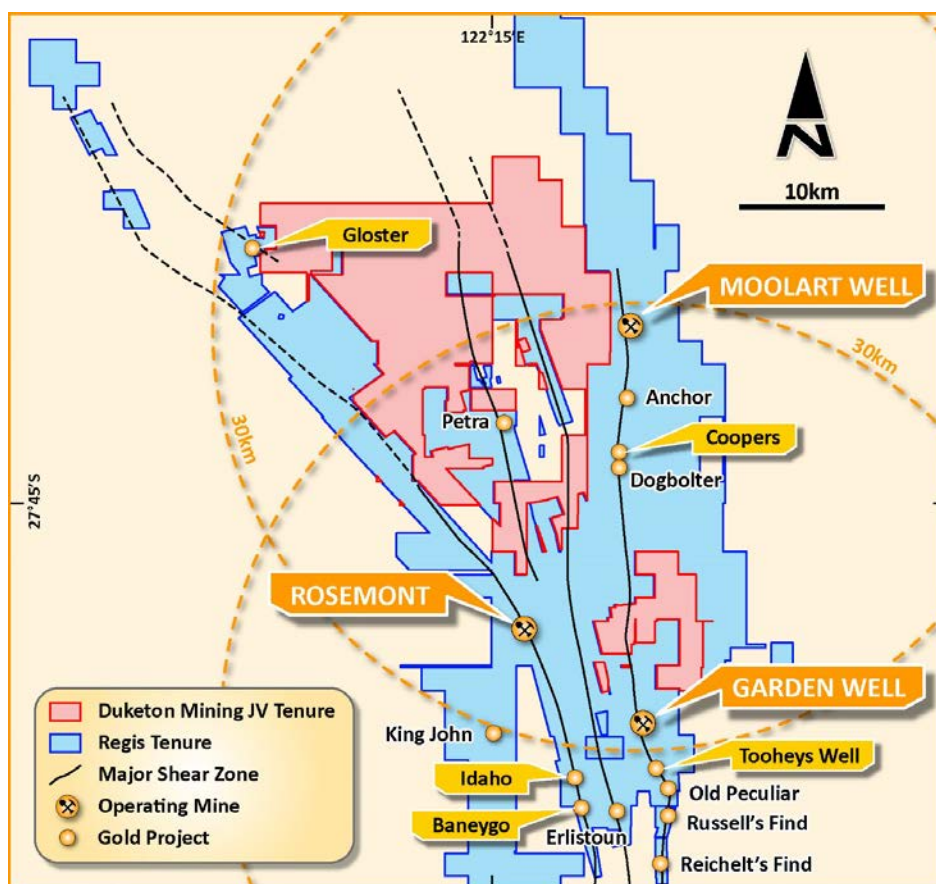 122°15'E
10km
Gloster
MOOLART WELL
30km
30km
Anchor
Petra
Coopers
Dogbolter
27°45'S
ROSEMONT
GARDEN WELL
Duketon Mining JV Tenure
Regis Tenure
Major Shear Zone
Operating Mine
Gold Project
King John
Tooheys Well
Idaho
Old Peculiar
Baneygo
Erlistoun
Russell's Find
Reichelt's Find
N